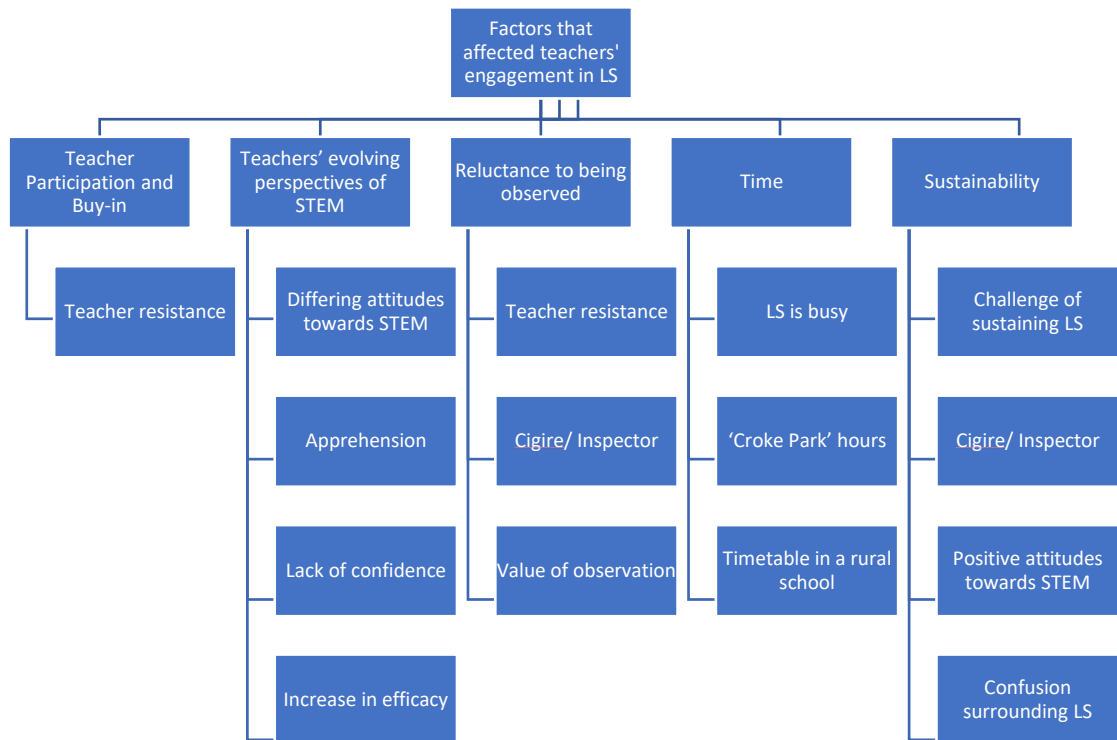 Factors that
affected teachers'
engagement in LS
Teacher
Participation and
Buy-in
Teachers’ evolving
perspectives of
STEM
Reluctance to being
observed
Time
Sustainability
Teacher resistance
Differing attitudes
towards STEM
Teacher resistance
LS is busy
Challenge of
sustaining LS
Apprehension
Cigire/ Inspector
‘Croke Park’ hours
Cigire/ Inspector
Lack of confidence
Value of observation
Timetable in a rural
school
Positive attitudes
towards STEM
Increase in efficacy
Confusion
surrounding LS